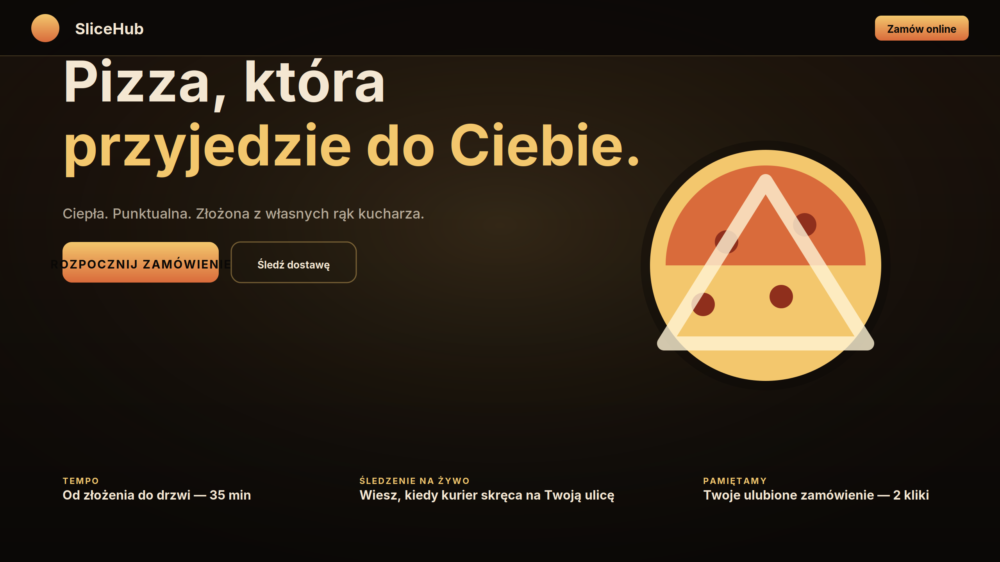 SliceHub
Zamów online
Pizza, która
przyjedzie do Ciebie.
Ciepła. Punktualna. Złożona z własnych rąk kucharza.
ROZPOCZNIJ ZAMÓWIENIE
Śledź dostawę
TEMPO
Od złożenia do drzwi — 35 min
ŚLEDZENIE NA ŻYWO
Wiesz, kiedy kurier skręca na Twoją ulicę
PAMIĘTAMY
Twoje ulubione zamówienie — 2 kliki